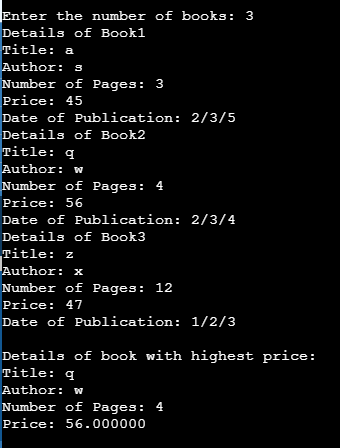 Enter the number of books: 3
Details of Book1
Title: a
Author: s
Number of Pages: 3
Price: 45
Date of Publication: 2/3/5
Details of Book2
Title: q
Author: w
Number of Pages: 4
Price: 56
Date of Publication: 2/3/4
Details of Book3
Title: z
Author: x
Number of Pages: 12
Price: 47
Date of Publication: 1/2/3
Details of book with highest price:
Title: q
Author: w
Number of Pages: 4
Price: 56.000000